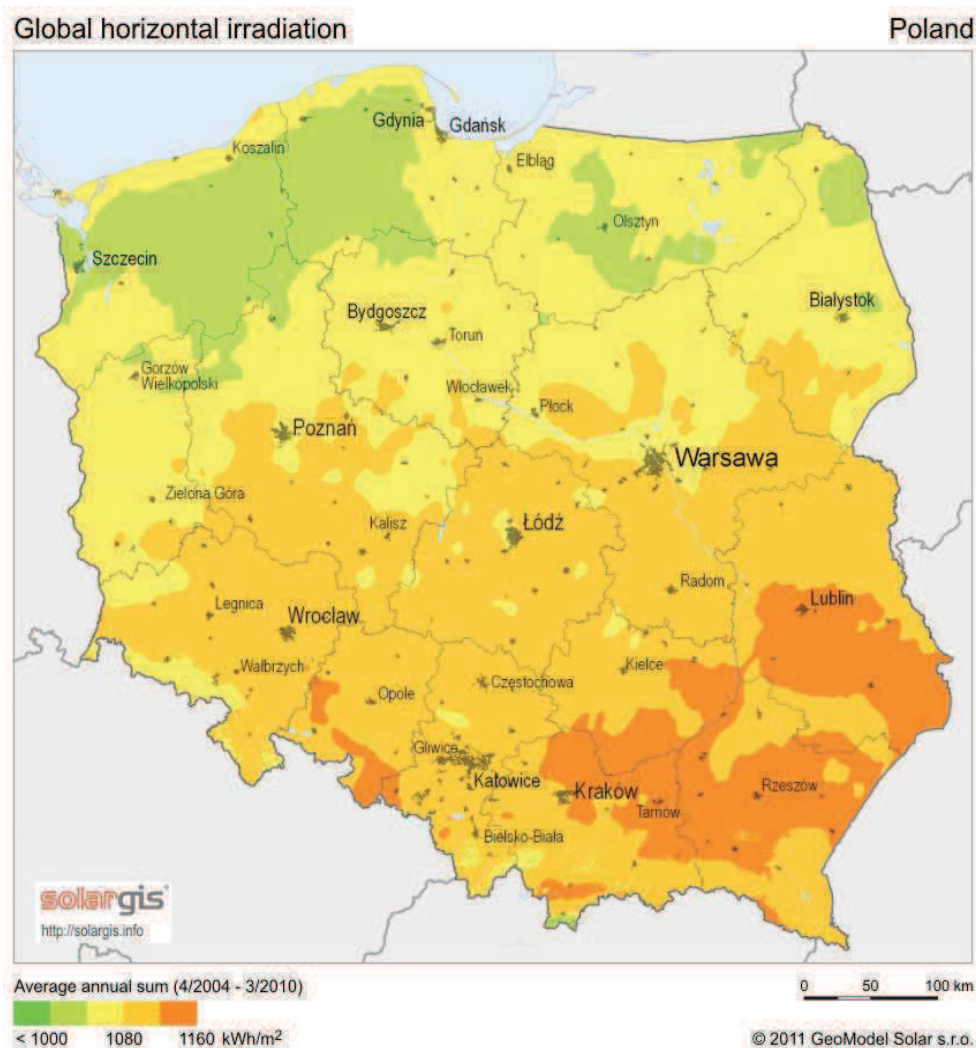 Global horizontal irradiation Poland
Gdynia Gdańsk
Koszalin
Elbląg
Olsztyn
Szczecin
Białystok
Bydgoszcz
Toruń
Gorzów
Wielkopolski
Włocławek
Płock
Poznań
Warsawa
Zielona Góra
Kalisz
Łódź
Radom
Legnica
Wrocław
Lublin
Wałbrzych
Kielce
Opole
Częstochowa
Gliwice
Katowice
Kraków
Rzeszów
Tarnów
Bielsko-Biała
solargis
http://solargis.info
Average annual sum (4/2004 - 3/2010)
0 50 100 km
< 1000 1080 1160 kWh/m²
© 2011 GeoModel Solar s.r.o.